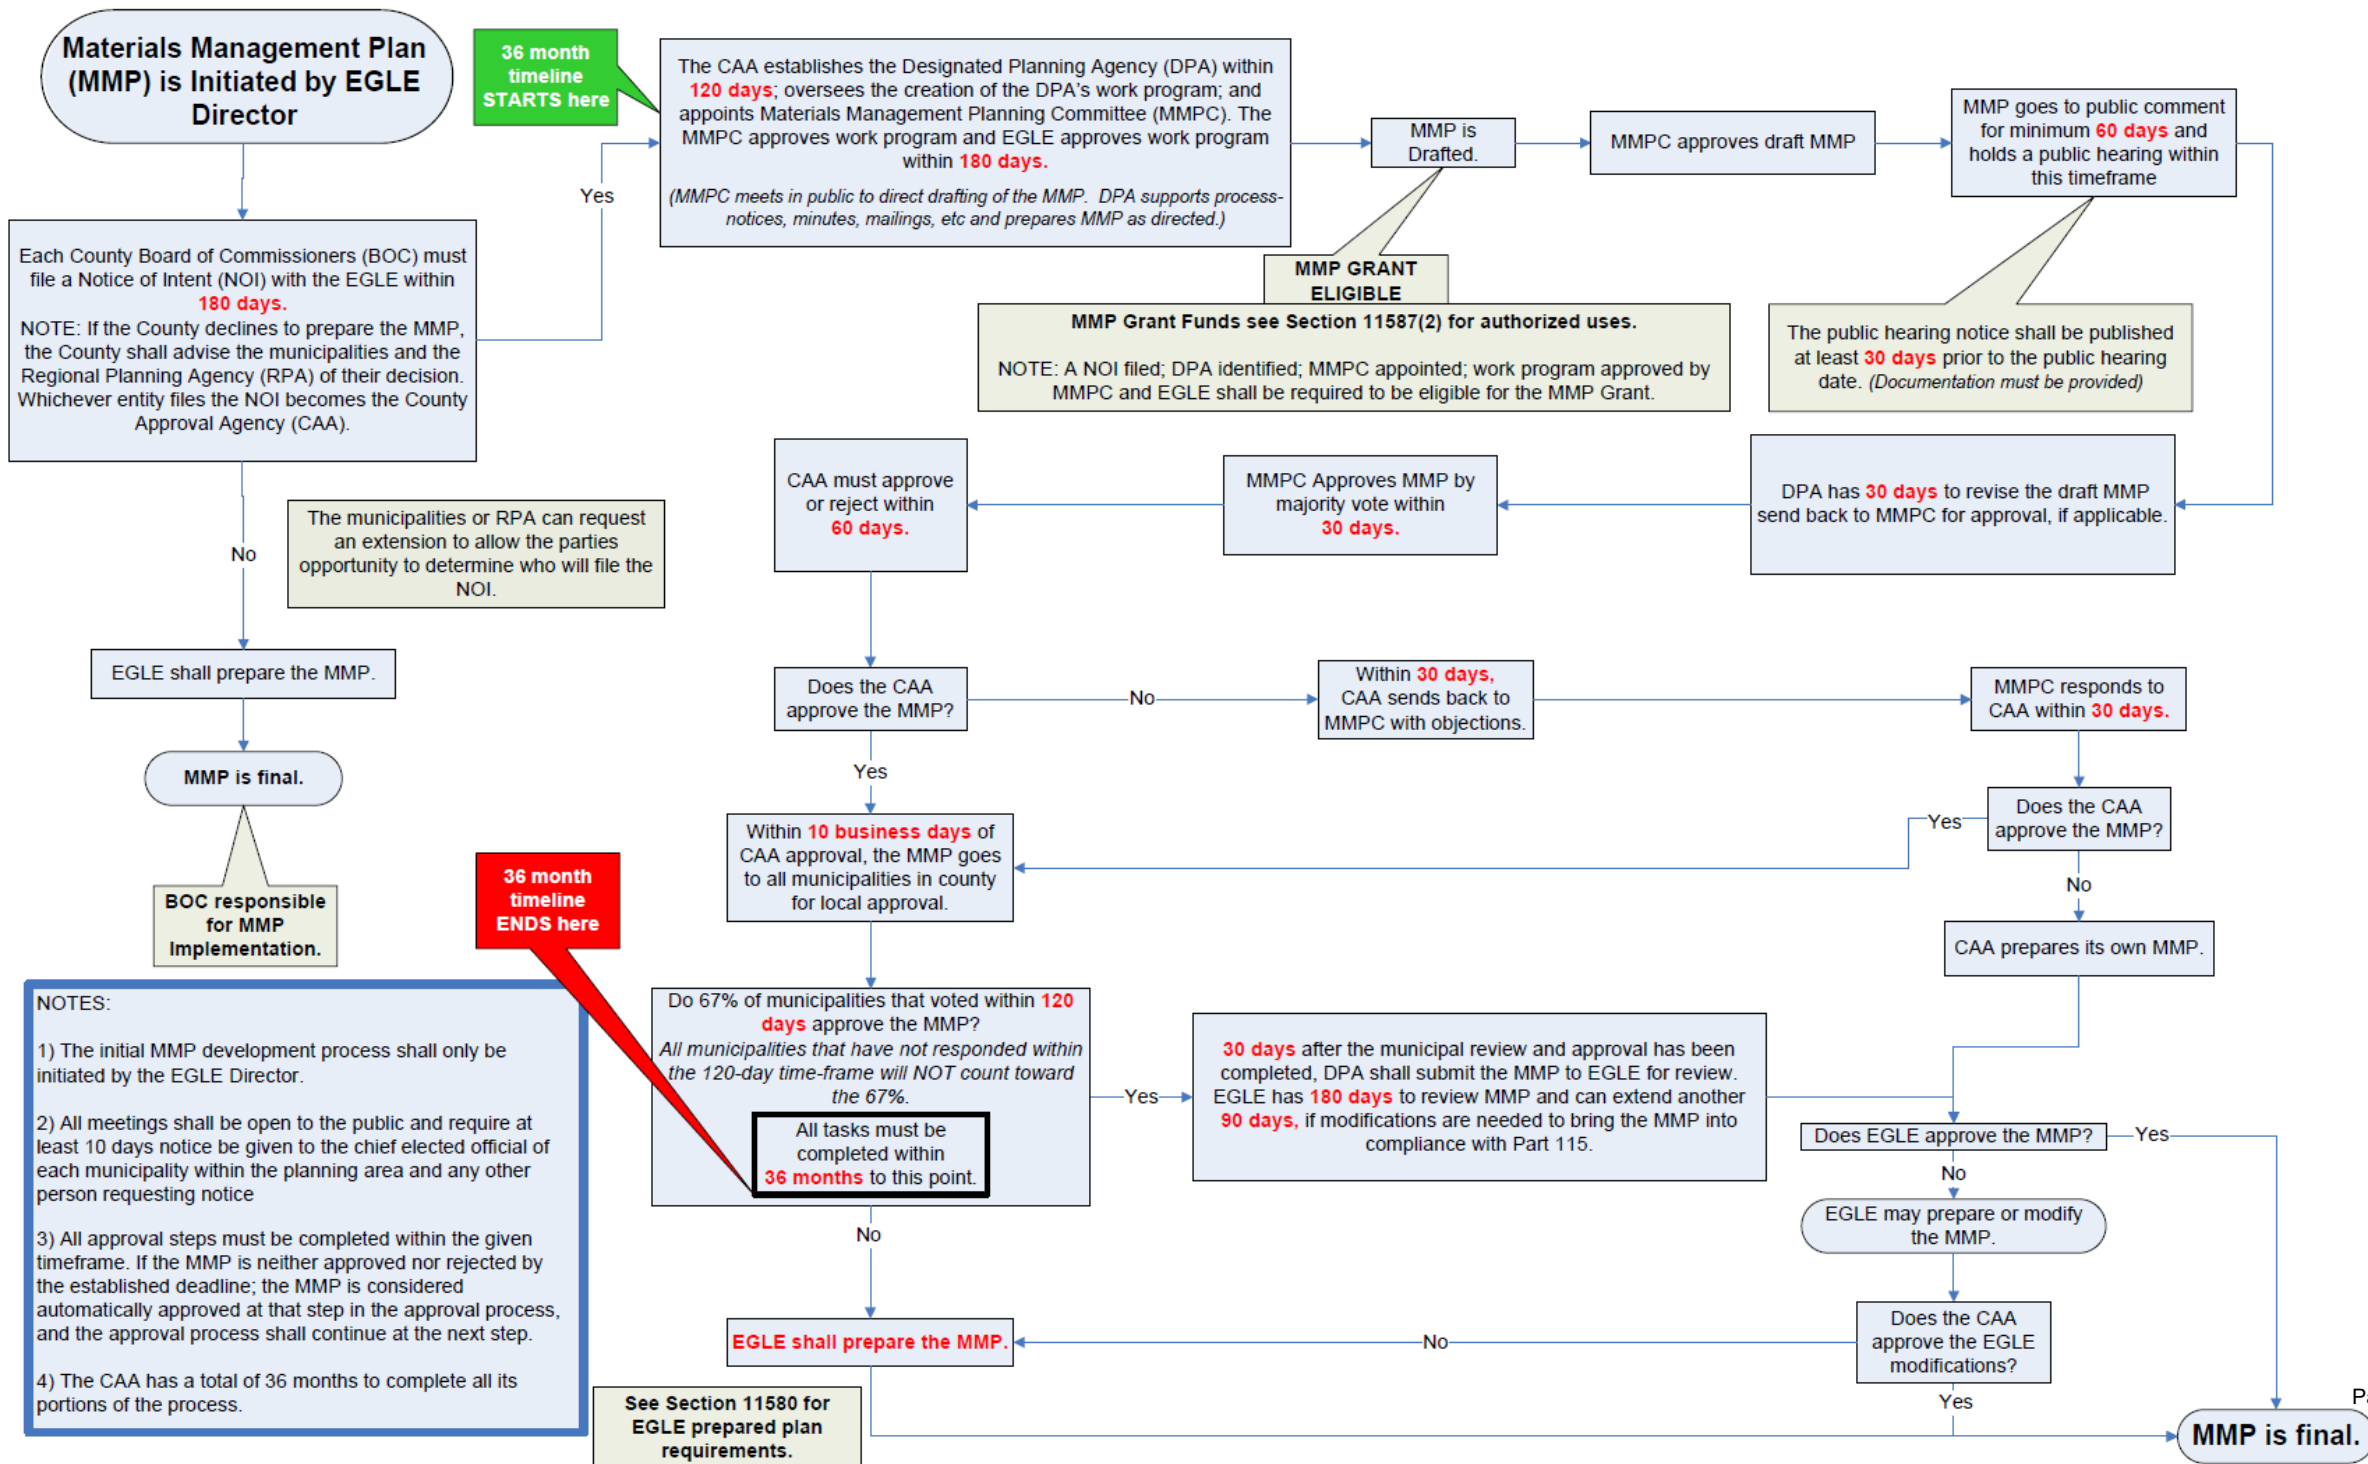 Materials Management Plan
(MMP) is Initiated by EGLE
Director
36 month
timeline
STARTS here
The CAA establishes the Designated Planning Agency (DPA) within
120 days; oversees the creation of the DPA's work program; and
appoints Materials Management Planning Committee (MMPC). The
MMPC approves work program and EGLE approves work program
within 180 days.
(MMPC meets in public to direct drafting of the MMP. DPA supports process-
notices, minutes, mailings, etc and prepares MMP as directed.)
MMP is
Drafted.
MMPC approves draft MMP
MMP goes to public comment
for minimum 60 days and
holds a public hearing within
this timeframe
Yes
Each County Board of Commissioners (BOC) must
file a Notice of Intent (NOI) with the EGLE within
180 days.
NOTE: If the County declines to prepare the MMP,
the County shall advise the municipalities and the
Regional Planning Agency (RPA) of their decision.
Whichever entity files the NOI becomes the County
Approval Agency (CAA).
MMP GRANT
ELIGIBLE
MMP Grant Funds see Section 11587(2) for authorized uses.
NOTE: A NOI filed; DPA identified; MMPC appointed; work program approved by
MMPC and EGLE shall be required to be eligible for the MMP Grant.
The public hearing notice shall be published
at least 30 days prior to the public hearing
date. (Documentation must be provided)
CAA must approve
or reject within
60 days.
MMPC Approves MMP by
majority vote within
30 days.
DPA has 30 days to revise the draft MMP
send back to MMPC for approval, if applicable.
No
The municipalities or RPA can request
an extension to allow the parties
opportunity to determine who will file the
NOI.
EGLE shall prepare the MMP.
Does the CAA
approve the MMP?
No
Within 30 days,
CAA sends back to
MMPC with objections.
MMPC responds to
CAA within 30 days.
MMP is final.
Yes
Does the CAA
approve the MMP?
Yes
Within 10 business days of
CAA approval, the MMP goes
to all municipalities in county
for local approval.
No
BOC responsible
for MMP
Implementation.
36 month
timeline
ENDS here
CAA prepares its own MMP.
NOTES:
1) The initial MMP development process shall only be
initiated by the EGLE Director.
2) All meetings shall be open to the public and require at
least 10 days notice be given to the chief elected official of
each municipality within the planning area and any other
person requesting notice
3) All approval steps must be completed within the given
timeframe. If the MMP is neither approved nor rejected by
the established deadline; the MMP is considered
automatically approved at that step in the approval process,
and the approval process shall continue at the next step.
4) The CAA has a total of 36 months to complete all its
portions of the process.
Do 67% of municipalities that voted within 120
days approve the MMP?
All municipalities that have not responded within
the 120-day time-frame will NOT count toward
the 67%.
All tasks must be
completed within
36 months to this point.
Yes
30 days after the municipal review and approval has been
completed, DPA shall submit the MMP to EGLE for review.
EGLE has 180 days to review MMP and can extend another
90 days, if modifications are needed to bring the MMP into
compliance with Part 115.
Does EGLE approve the MMP?
Yes
No
EGLE may prepare or modify
the MMP.
No
EGLE shall prepare the MMP.
No
Does the CAA
approve the EGLE
modifications?
Yes
See Section 11580 for
EGLE prepared plan
requirements.
MMP is final.